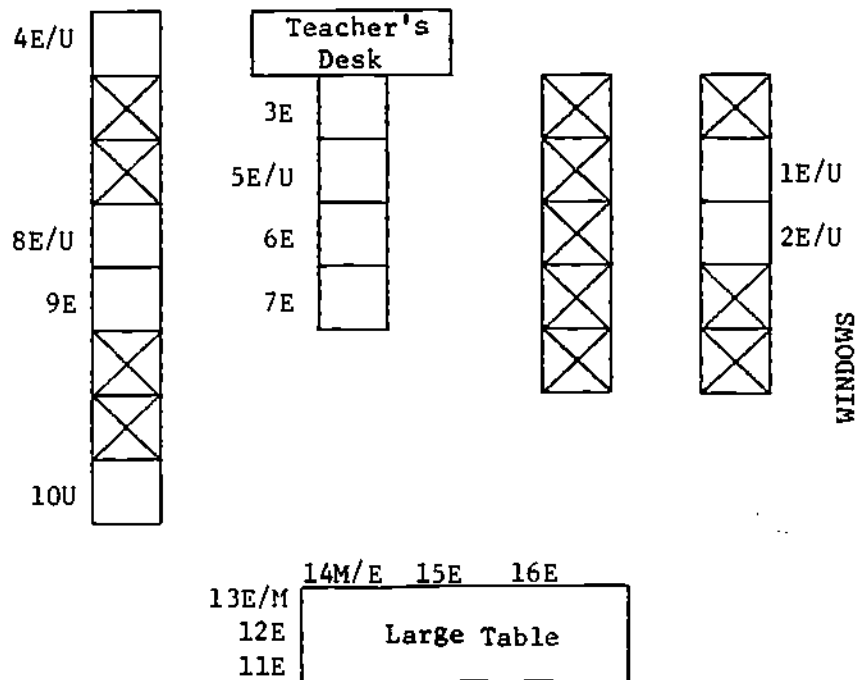 4E/U
Teacher's
Desk
3E
5E/U
1E/U
8E/U
6E
2E/U
9E
7E
WINDOWS
10U
14M/E 15E 16E
13E/M
12E
Large Table
11E